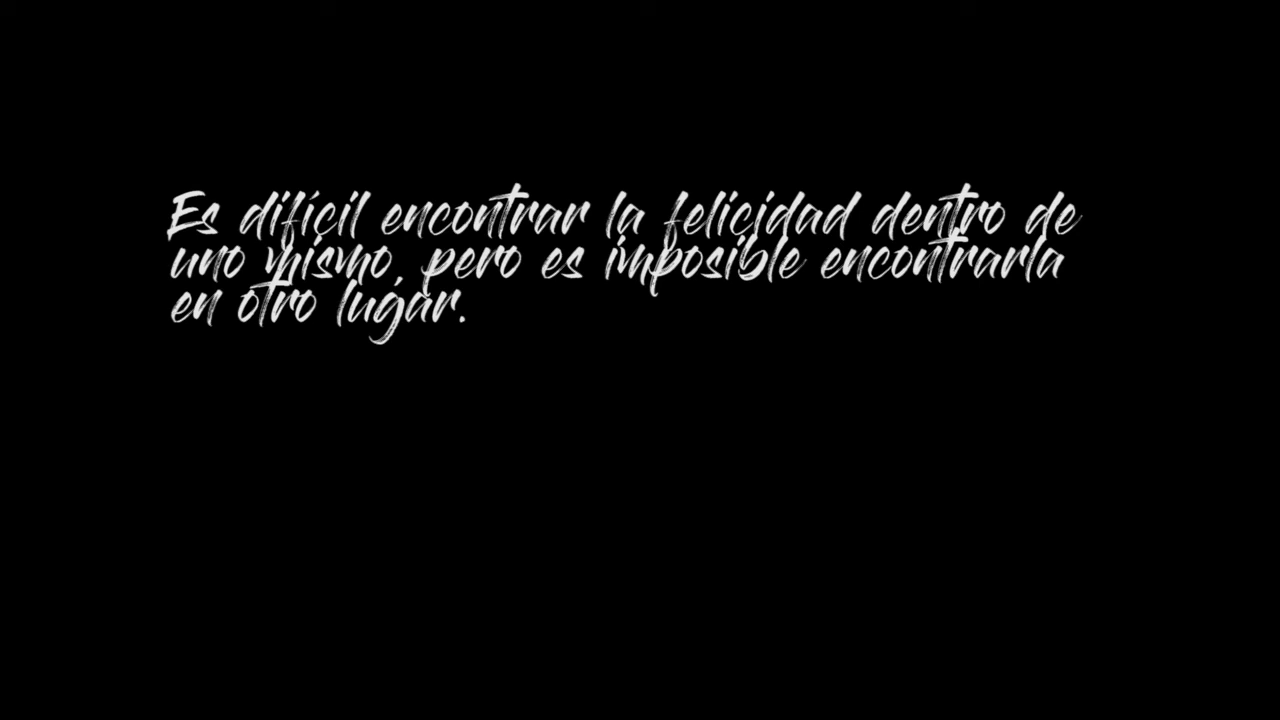 Es difícil encontrar la felicidad dentro de
uno mismo, pero es imposible encontrarla
en otro lugar.